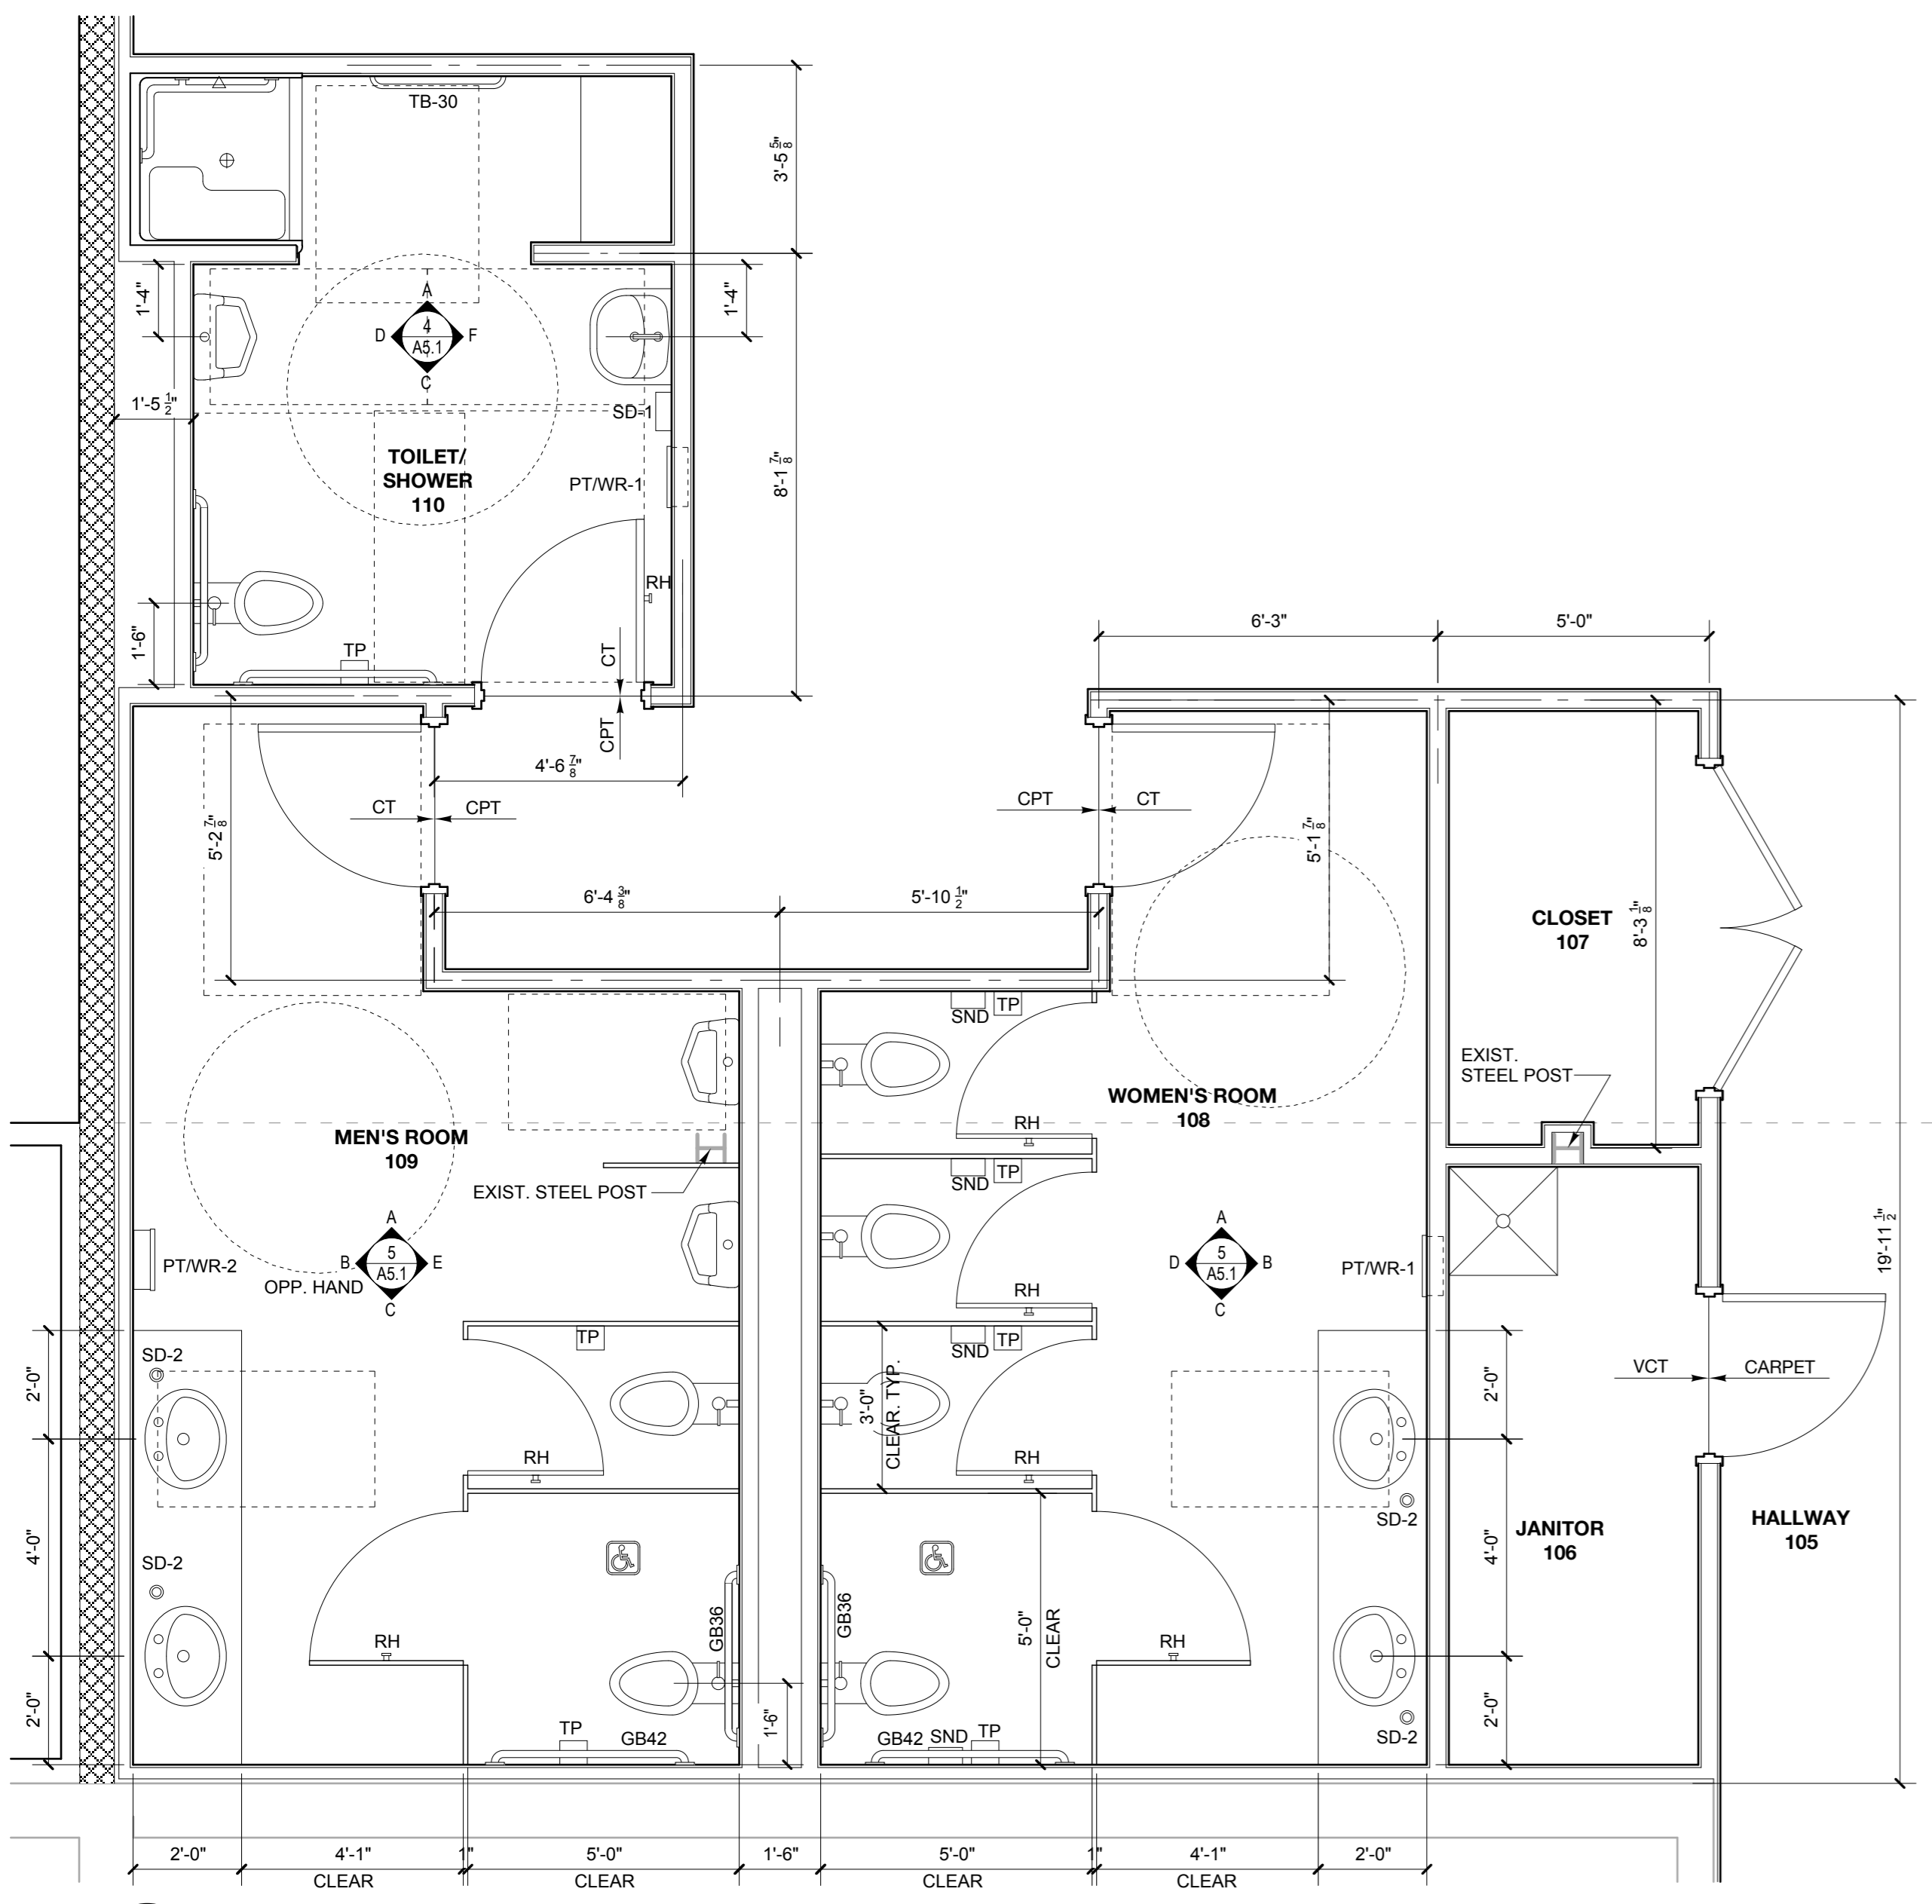 TB-30
3'-5 5/8"
1'-4"
A
4
D
F
A5.1
C
1'-4"
1'-5 1/2"
SD-1
TOILET/
SHOWER
110
PT/WR-1
8'-1 7/8"
RH
1'-6"
TP
CT
CPT
6'-3"
5'-0"
4'-6 7/8"
CT
CPT
CPT
CT
5'-2 7/8"
5'-1 7/8"
6'-4 3/8"
5'-10 1/2"
CLOSET
107
8'-3 1/8"
SND
TP
EXIST.
STEEL POST
WOMEN'S ROOM
108
RH
MEN'S ROOM
109
EXIST. STEEL POST
SND
TP
A
5
B
E
A5.1
C
OPP. HAND
PT/WR-2
A
5
D
B
A5.1
C
PT/WR-1
19'-11 1/2"
RH
TP
SND
TP
SD-2
2'-0"
3'-0"
CLEAR. TYP.
2'-0"
VCT
CARPET
RH
RH
SD-2
4'-0"
SD-2
4'-0"
JANITOR
106
HALLWAY
105
GB36
GB36
5'-0"
CLEAR
RH
RH
2'-0"
1'-6"
2'-0"
TP
GB42
GB42
SND
TP
SD-2
2'-0"
4'-1"
CLEAR
1"
5'-0"
CLEAR
1'-6"
5'-0"
CLEAR
1"
4'-1"
CLEAR
2'-0"